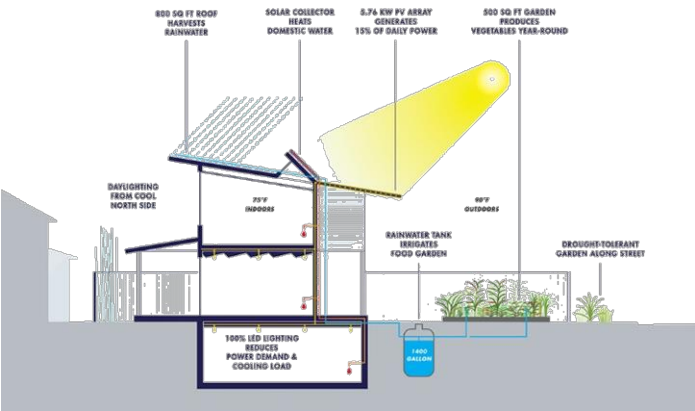 800 SQ FT ROOF
HARVESTS
RAINWATER
SOLAR COLLECTOR
HEATS
DOMESTIC WATER
5.76 KW PV ARRAY
GENERATES
15% OF DAILY POWER
500 SQ FT GARDEN
PRODUCES
VEGETABLES YEAR-ROUND
DAYLIGHTING
FROM COOL
NORTH SIDE
75°F
INDOORS
90°F
OUTDOORS
RAINWATER TANK
IRRIGATES
FOOD GARDEN
DROUGHT-TOLERANT
GARDEN ALONG STREET
100% LED LIGHTING
REDUCES
POWER DEMAND &
COOLING LOAD
1400
GALLON